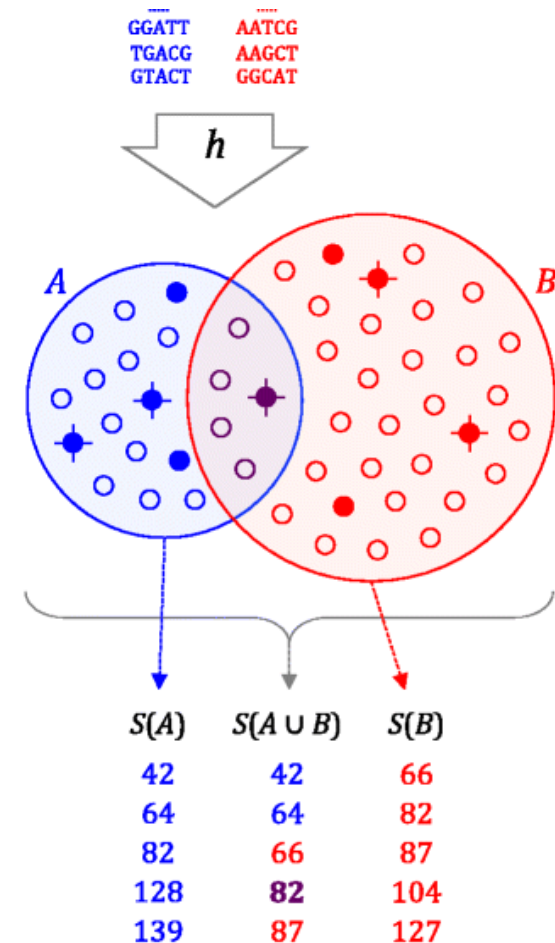 GGATT AATCG
TGACG AAGCT
GTACT GGCAT
h
A B
S(A) S(A ∪ B) S(B)
42 42 66
64 64 82
82 66 87
128 82 104
139 87 127